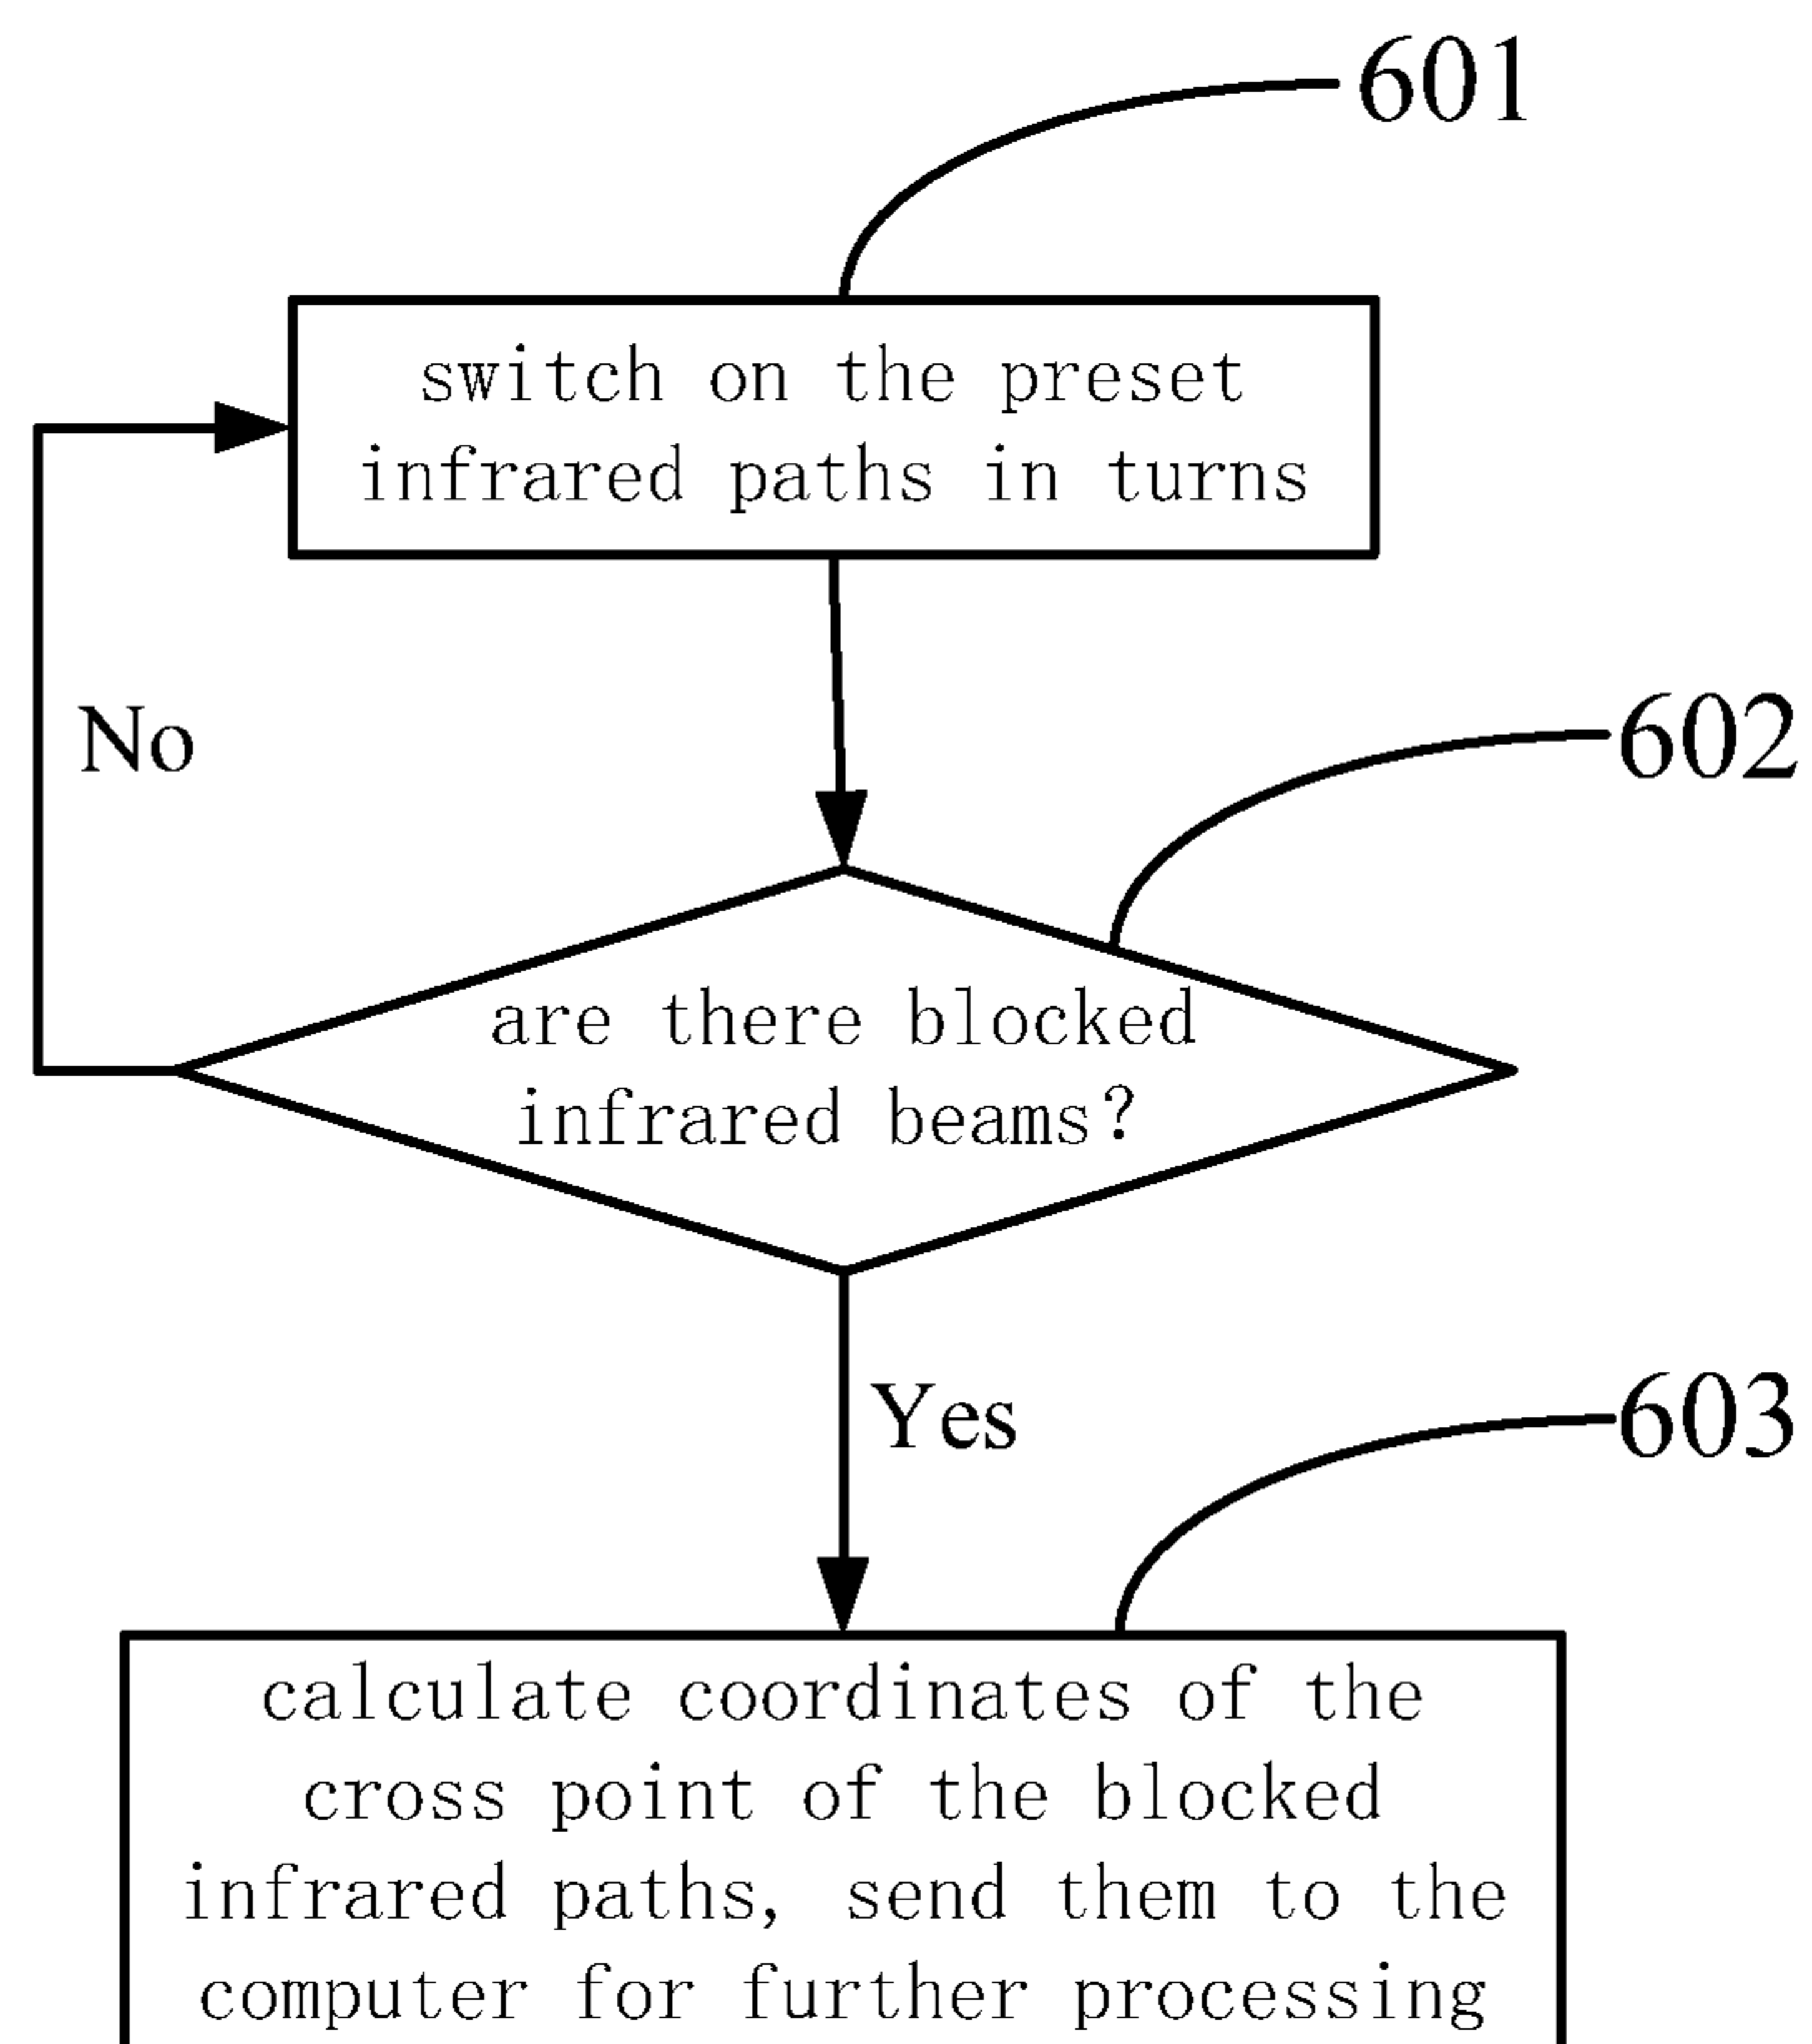 601
switch on the preset
infrared paths in turns
No
602
are there blocked
infrared beams?
Yes
603
calculate coordinates of the
cross point of the blocked
infrared paths, send them to the
computer for further processing